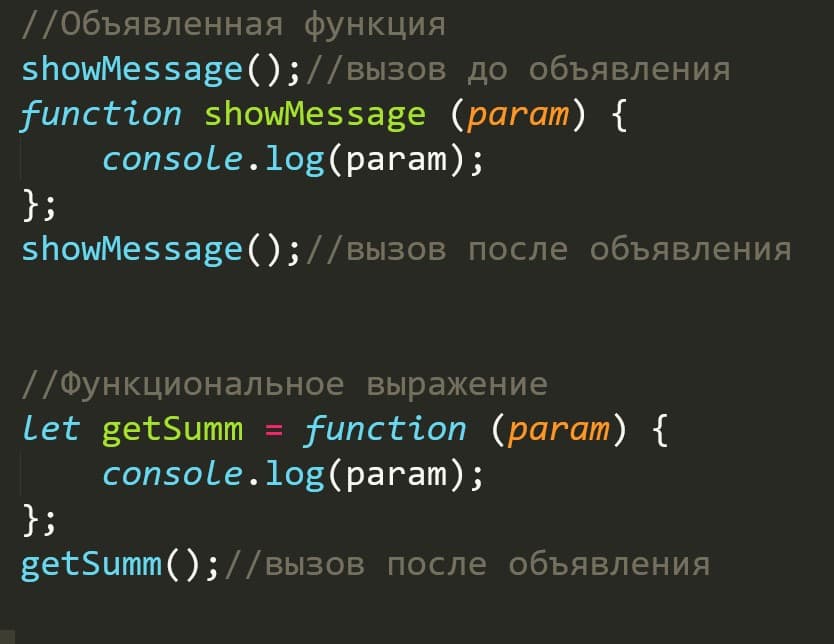 //Объявленная функция
showMessage();//вызов до объявления
function showMessage (param) {
    console.log(param);
};
showMessage();//вызов после объявления
//Функциональное выражение
let getSumm = function (param) {
    console.log(param);
};
getSumm();//вызов после объявления